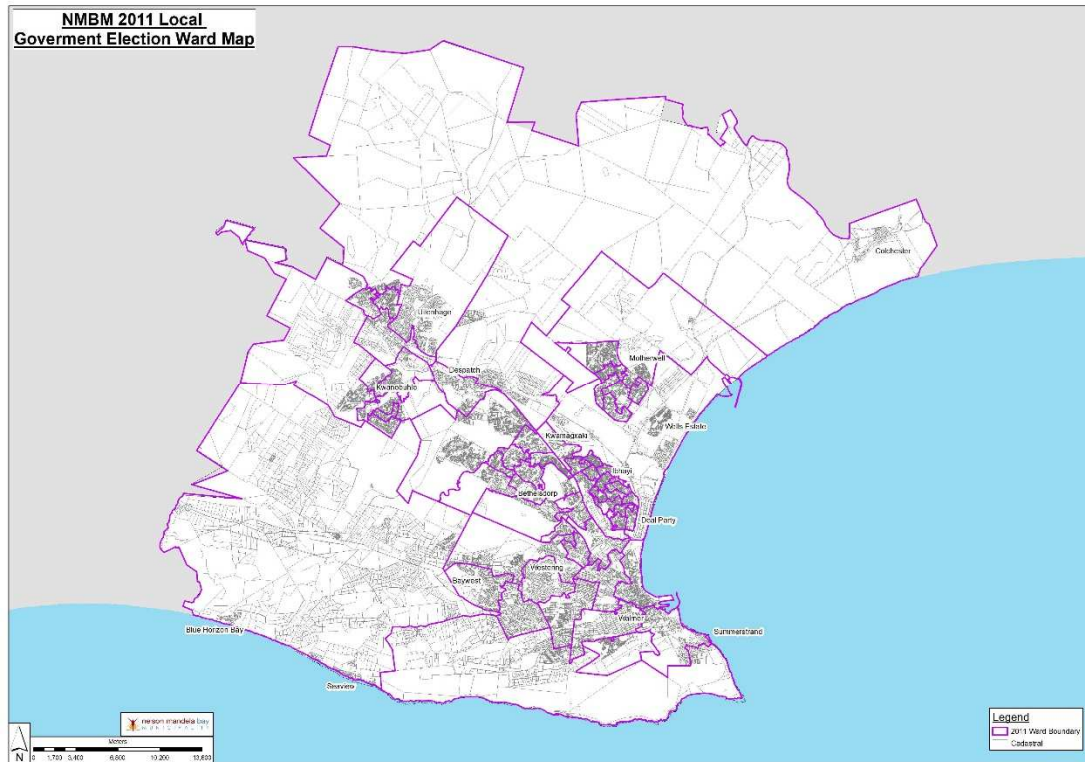 NMBM 2011 Local
Goverment Election Ward Map
Colchester
Uitenhage
Motherwell
Despatch
Kwanobuhle
Wells Estate
Kwamagxaki
Ibhayi
Bethelsdorp
Deal Party
Westering
Baywest
Walmer
Summerstrand
Blue Horizon Bay
Seaview
nelson mandela bay
MUNICIPALITY
Meters
0 1,700 3,400 6,800 10,200 13,600
N
Legend
2011 Ward Boundary
Cadastral